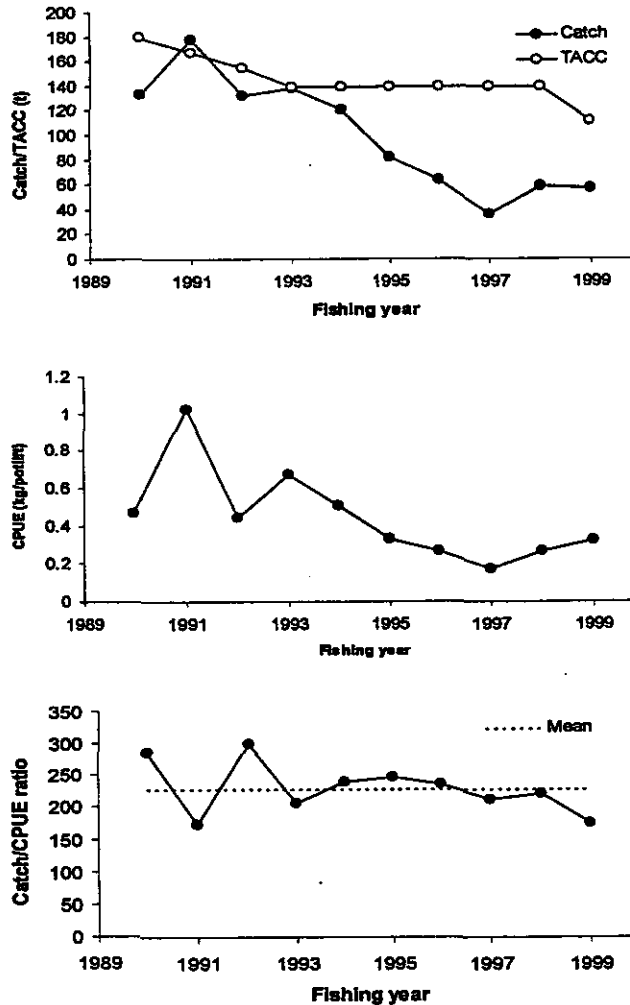 Catch/TACC (t)
200
180
160
140
120
100
80
60
40
20
0
Catch
TACC
1989 1991 1993 1995 1997 1999
Fishing year
CPUE (kg/potlift)
1.2
1
0.8
0.6
0.4
0.2
0
1989 1991 1993 1995 1997 1999
Fishing year
Catch/CPUE ratio
350
300
250
200
150
100
50
0
Mean
1989 1991 1993 1995 1997 1999
Fishing year